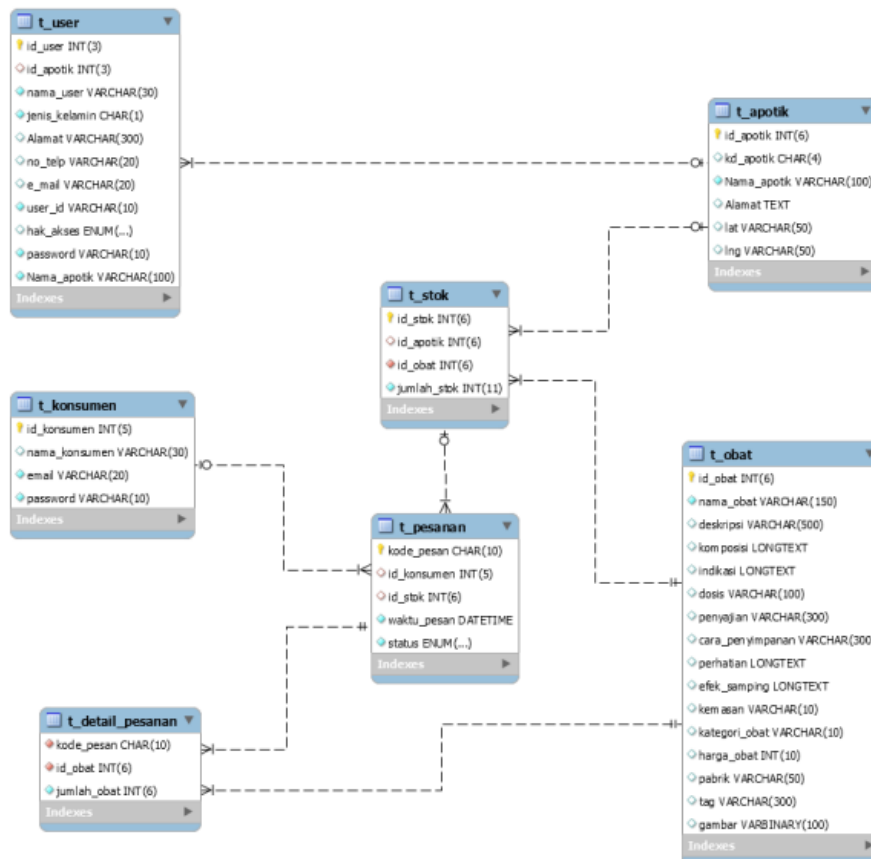 t_user
id_user INT(3)
id_apotik INT(3)
nama_user VARCHAR(30)
jenis_kelamin CHAR(1)
Alamat VARCHAR(300)
no_telp VARCHAR(20)
e_mail VARCHAR(20)
user_id VARCHAR(10)
hak_akses ENUM(...)
password VARCHAR(10)
Nama_apotik VARCHAR(100)
Indexes
t_apotik
id_apotik INT(6)
kd_apotik CHAR(4)
Nama_apotik VARCHAR(100)
Alamat TEXT
lat VARCHAR(50)
lng VARCHAR(50)
Indexes
t_stok
id_stok INT(6)
id_apotik INT(6)
id_obat INT(6)
jumlah_stok INT(11)
Indexes
t_konsumen
id_konsumen INT(5)
nama_konsumen VARCHAR(30)
email VARCHAR(20)
password VARCHAR(10)
Indexes
t_obat
id_obat INT(6)
nama_obat VARCHAR(150)
deskripsi VARCHAR(500)
komposisi LONGTEXT
indikasi LONGTEXT
dosis VARCHAR(100)
penyajian VARCHAR(300)
cara_penyimpanan VARCHAR(300
perhatian LONGTEXT
efek_samping LONGTEXT
kemasan VARCHAR(10)
kategori_obat VARCHAR(10)
harga_obat INT(10)
pabrik VARCHAR(50)
tag VARCHAR(300)
gambar VARBINARY(100)
Indexes
t_pesanan
kode_pesan CHAR(10)
id_konsumen INT(5)
id_stok INT(6)
waktu_pesan DATETIME
status ENUM(...)
Indexes
t_detail_pesanan
kode_pesan CHAR(10)
id_obat INT(6)
jumlah_obat INT(6)
Indexes